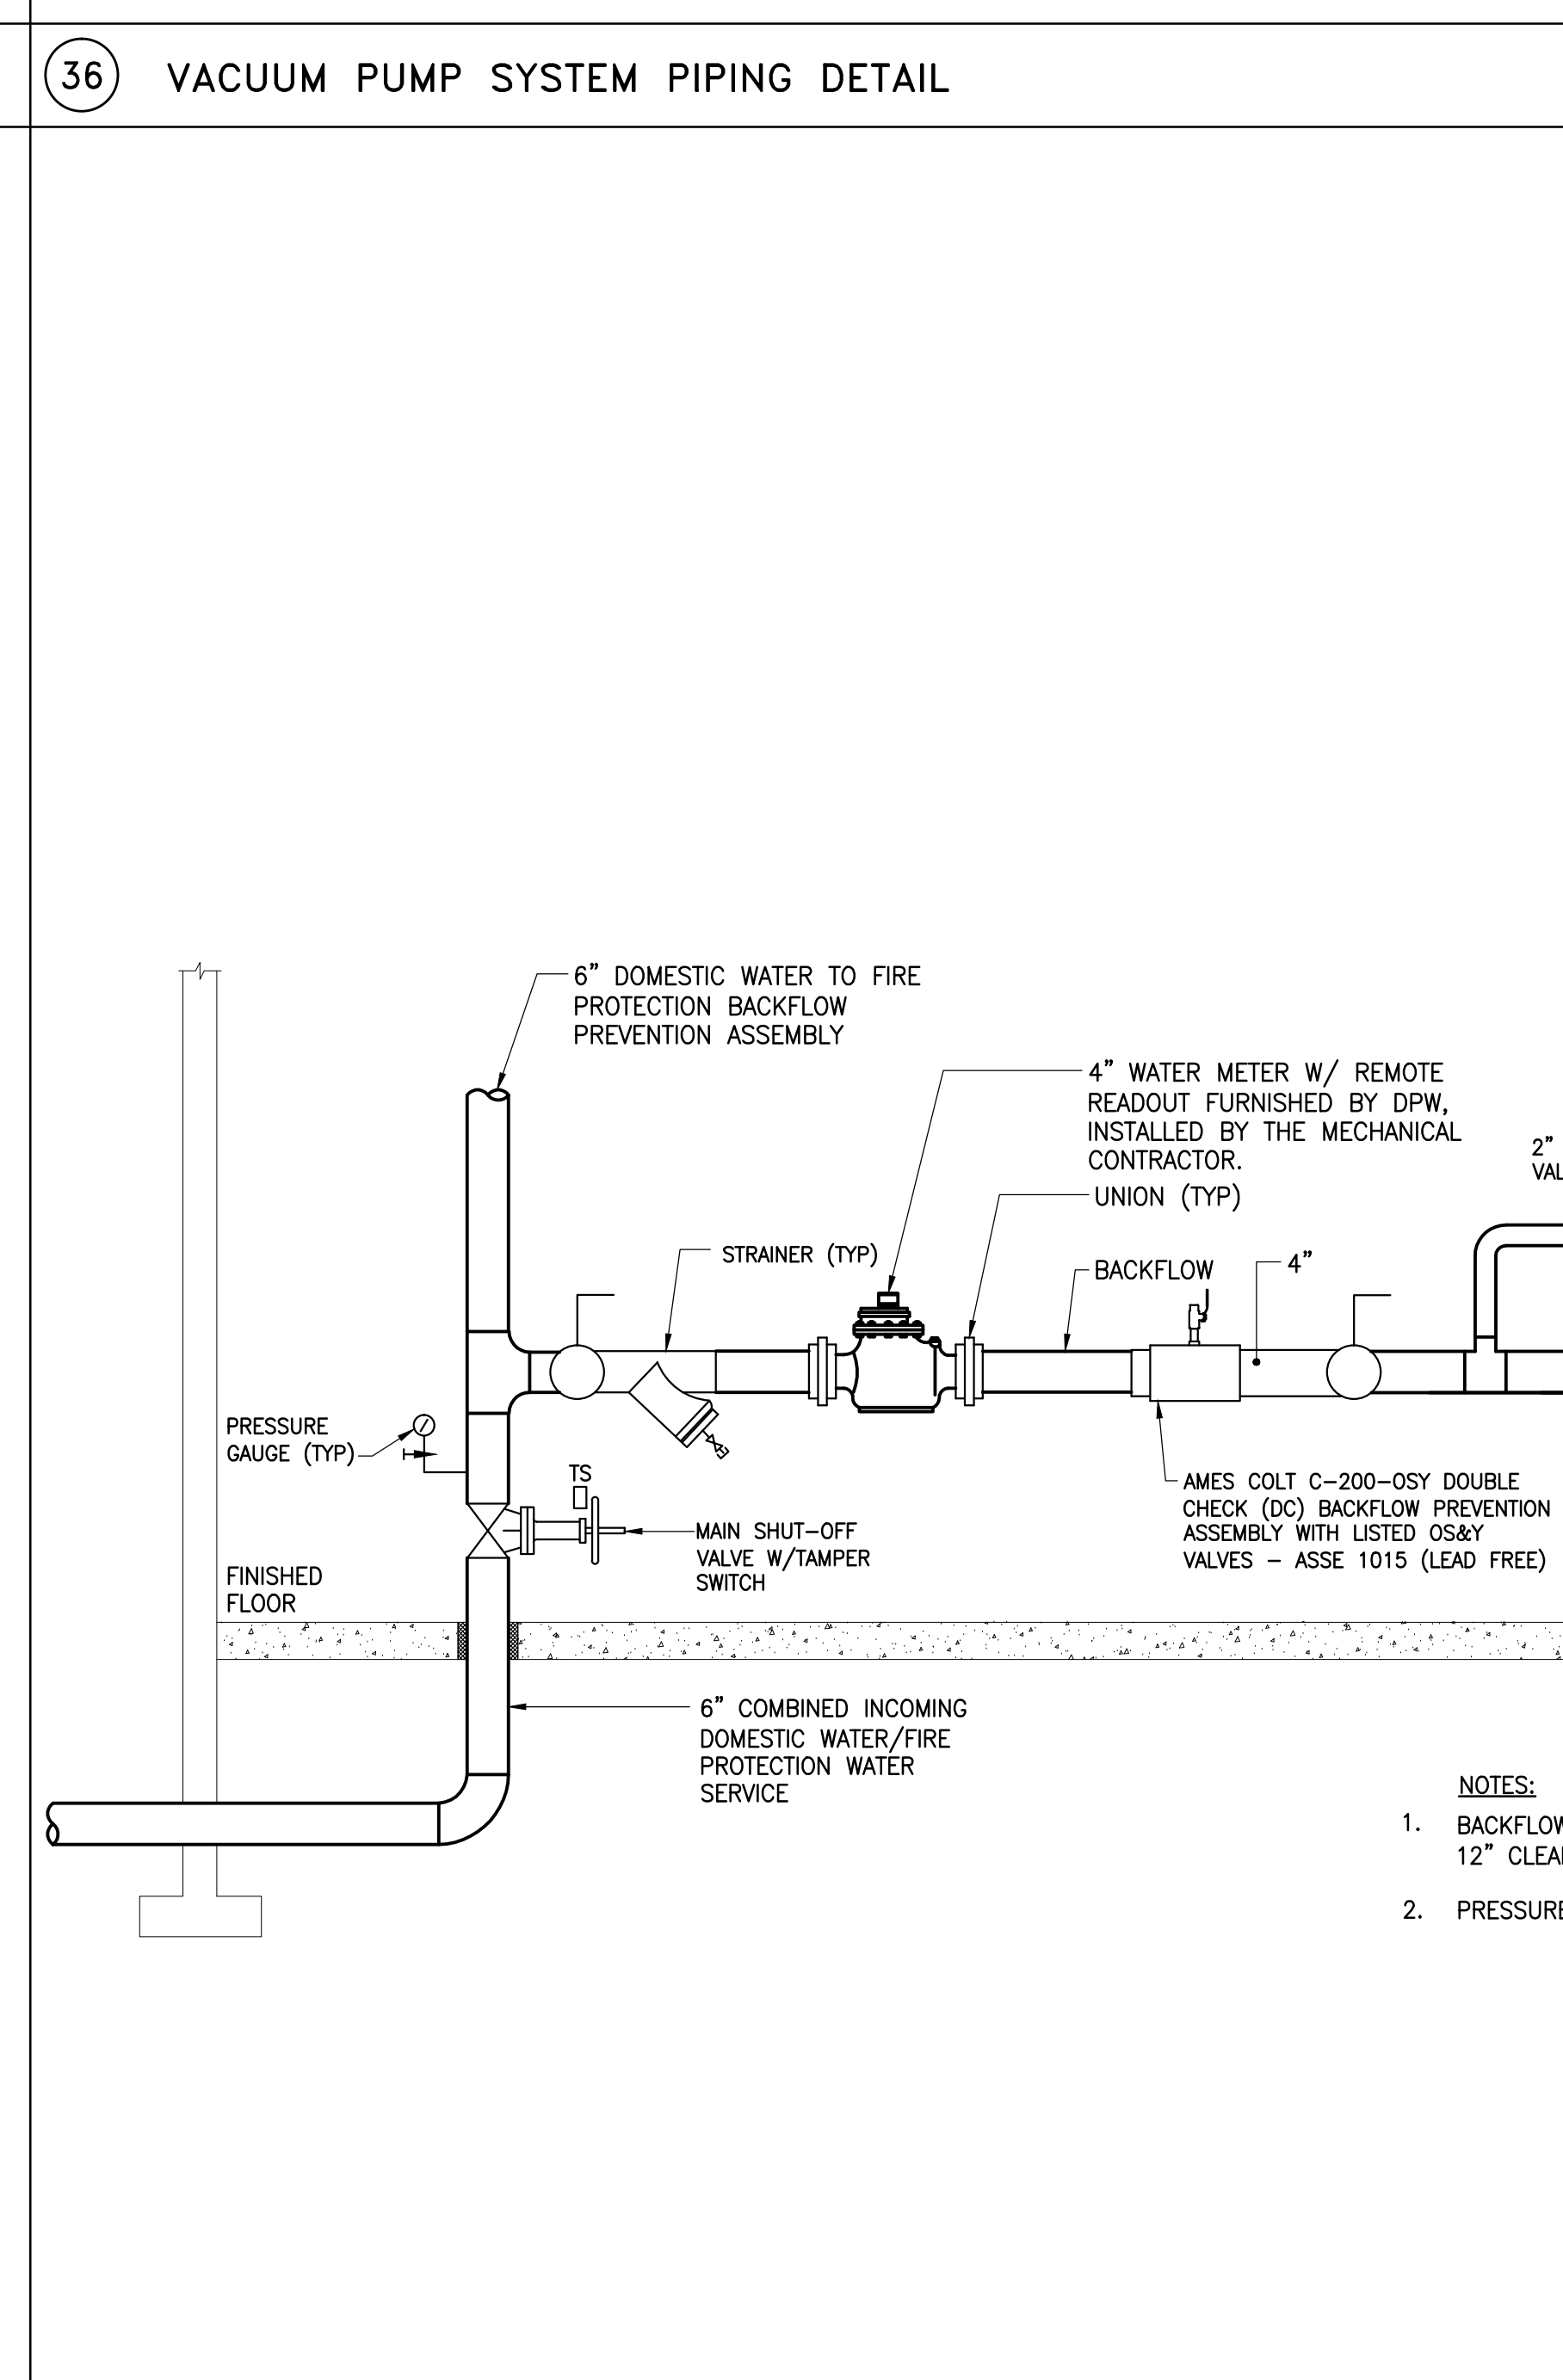 36 VACUUM PUMP SYSTEM PIPING DETAIL
6” DOMESTIC WATER TO FIRE
PROTECTION BACKFLOW
PREVENTION ASSEMBLY
4” WATER METER W/ REMOTE
READOUT FURNISHED BY DPW,
INSTALLED BY THE MECHANICAL
CONTRACTOR.
2”
UNION (TYP)
STRAINER (TYP)
BACKFLOW
4”
PRESSURE
GAUGE (TYP)
TS
MAIN SHUT-OFF
VALVE W/TAMPER
SWITCH
AMES COLT C-200-OSY DOUBLE
CHECK (DC) BACKFLOW PREVENTION
ASSEMBLY WITH LISTED OS&Y
VALVES - ASSE 1015 (LEAD FREE)
FINISHED
FLOOR
6” COMBINED INCOMING
DOMESTIC WATER/FIRE
PROTECTION WATER
SERVICE
NOTES:
1. BACKFLOW
12”
2. PRESSURE